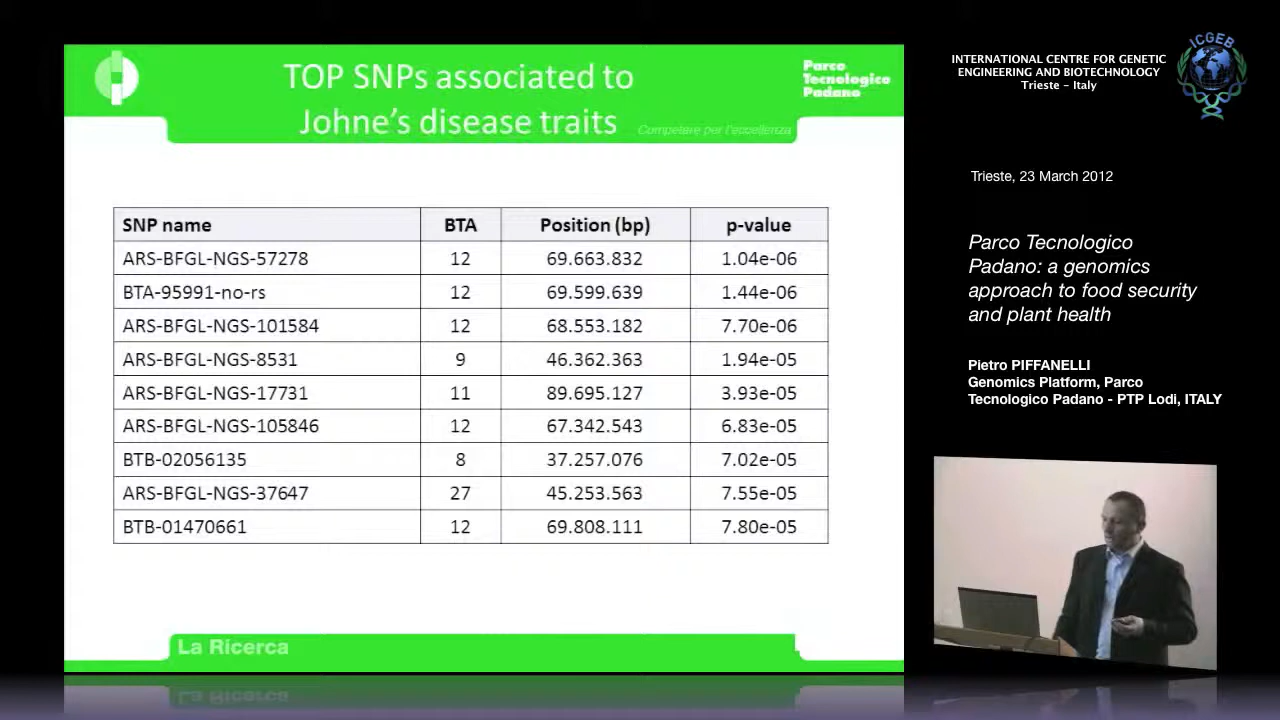 TOP SNPs associated to
Johne's disease traits
Parco
Tecnologico
Padano
Competere per l'eccellenza
SNP name BTA Position (bp) p-value
ARS-BFGL-NGS-57278 12 69.663.832 1.04e-06
BTA-95991-no-rs 12 69.599.639 1.44e-06
ARS-BFGL-NGS-101584 12 68.553.182 7.70e-06
ARS-BFGL-NGS-8531 9 46.362.363 1.94e-05
ARS-BFGL-NGS-17731 11 89.695.127 3.93e-05
ARS-BFGL-NGS-105846 12 67.342.543 6.83e-05
BTB-02056135 8 37.257.076 7.02e-05
ARS-BFGL-NGS-37647 27 45.253.563 7.55e-05
BTB-01470661 12 69.808.111 7.80e-05
La Ricerca
INTERNATIONAL CENTRE FOR GENETIC
ENGINEERING AND BIOTECHNOLOGY
Trieste - Italy
ICGEB
Trieste, 23 March 2012
Parco Tecnologico
Padano: a genomics
approach to food security
and plant health
Pietro PIFFANELLI
Genomics Platform, Parco
Tecnologico Padano - PTP Lodi, ITALY